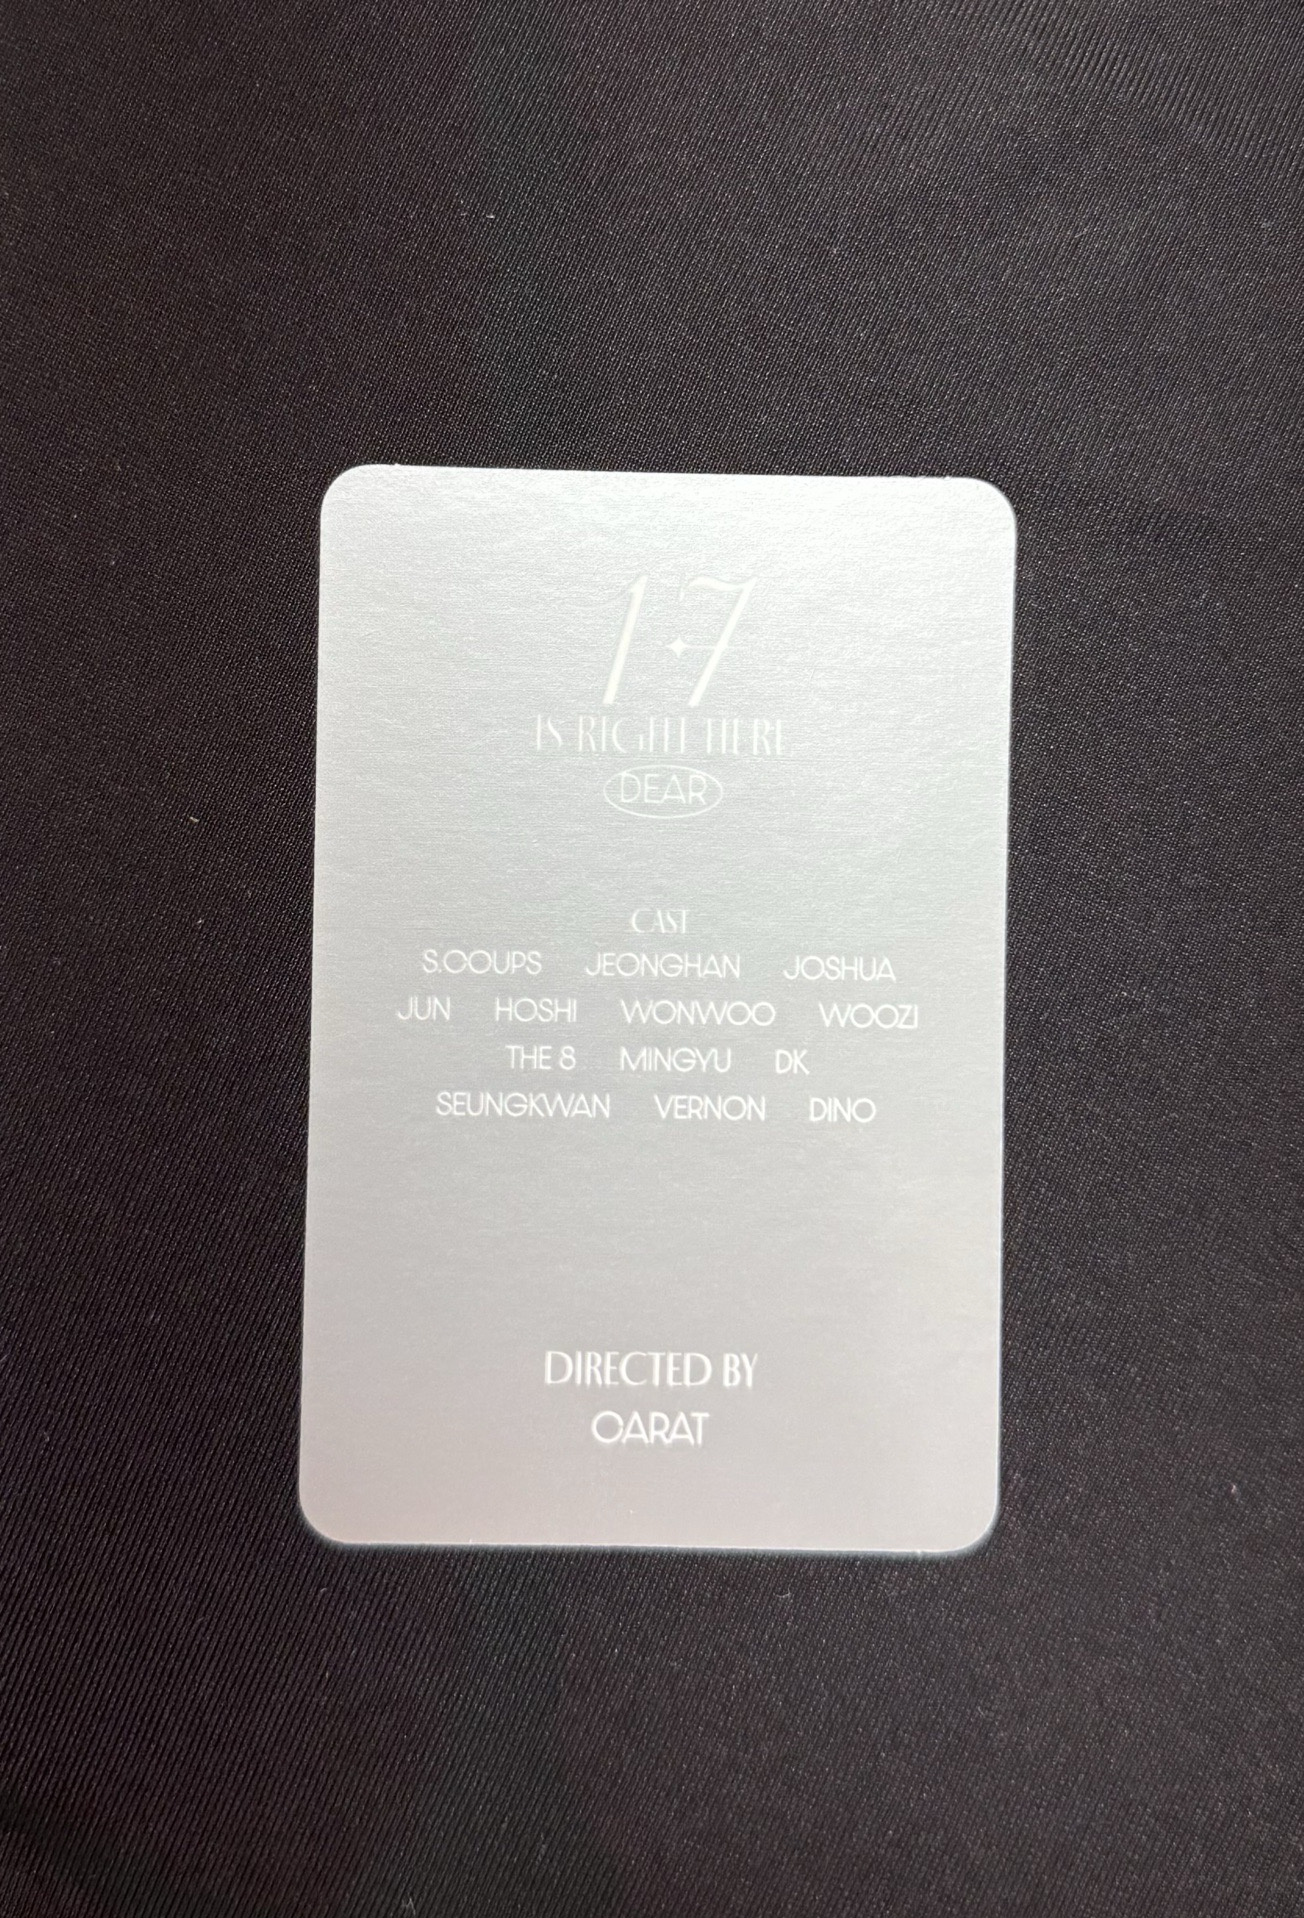 17
IS RIGHT HERE
DEAR
CAST
S.COUPS JEONGHAN JOSHUA
JUN HOSHI WONWOO WOOZI
THE 8 MINGYU DK
SEUNGKWAN VERNON DINO
DIRECTED BY
CARAT